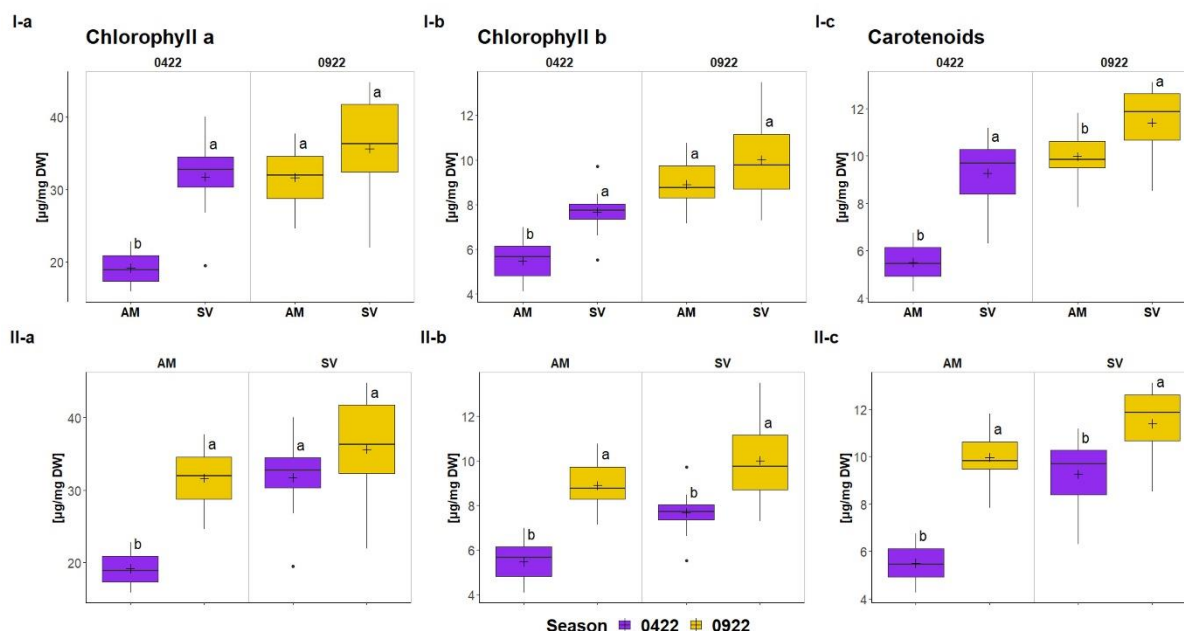 I-a
I-b
I-c
Chlorophyll a
Chlorophyll b
Carotenoids
0422 0922
0422 0922
0422 0922
[µg/mg DW]
40
30
20
b a a a
AM SV AM SV
[µg/mg DW]
12
10
8
6
4
b a a a
AM SV AM SV
[µg/mg DW]
12
10
8
6
4
b a b a
AM SV AM SV
II-a
II-b
II-c
AM SV
AM SV
AM SV
[µg/mg DW]
40
30
20
b a a a
[µg/mg DW]
12
10
8
6
4
b a b a
[µg/mg DW]
12
10
8
6
4
b a b a
Season 0422 0922